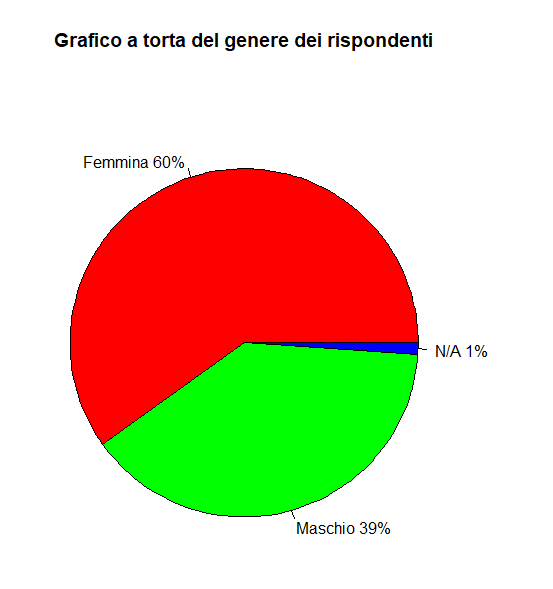 Grafico a torta del genere dei rispondenti
Femmina 60%
N/A 1%
Maschio 39%